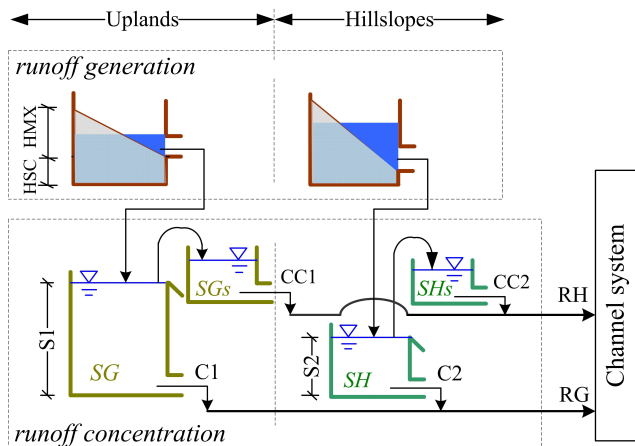 Uplands
Hillslopes
runoff generation
HMX
HSC
SGs
CC1
SHs
CC2
RH
Channel system
S1
SG
C1
S2
SH
C2
RG
runoff concentration